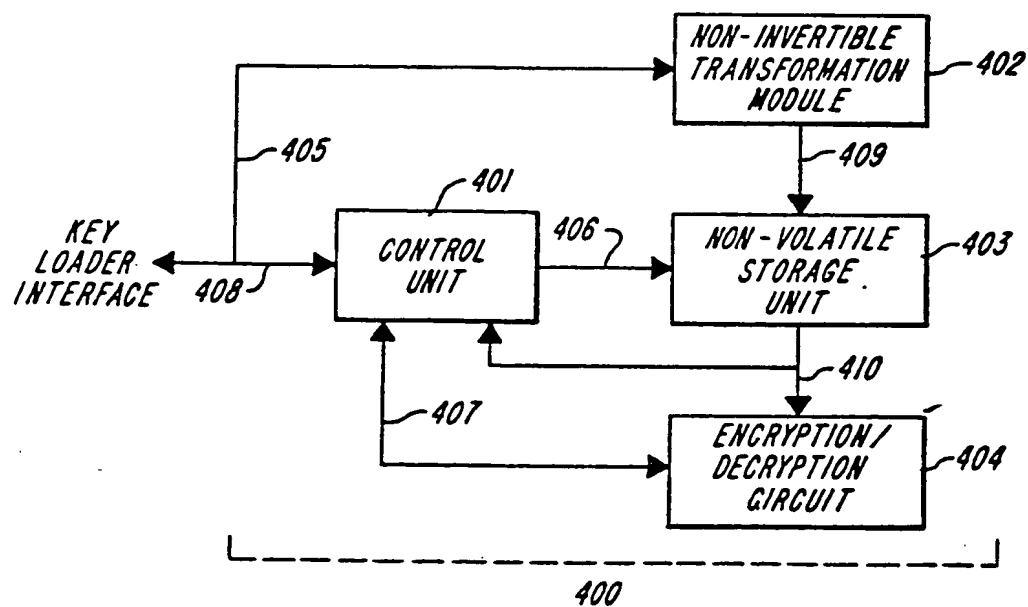 NON-INVERTIBLE
TRANSFORMATION
MODULE
402
405
409
401
KEY
LOADER
INTERFACE
408
CONTROL
UNIT
406
NON-VOLATILE
STORAGE
UNIT
403
410
407
ENCRYPTION/
DECRYPTION
CIRCUIT
404
400